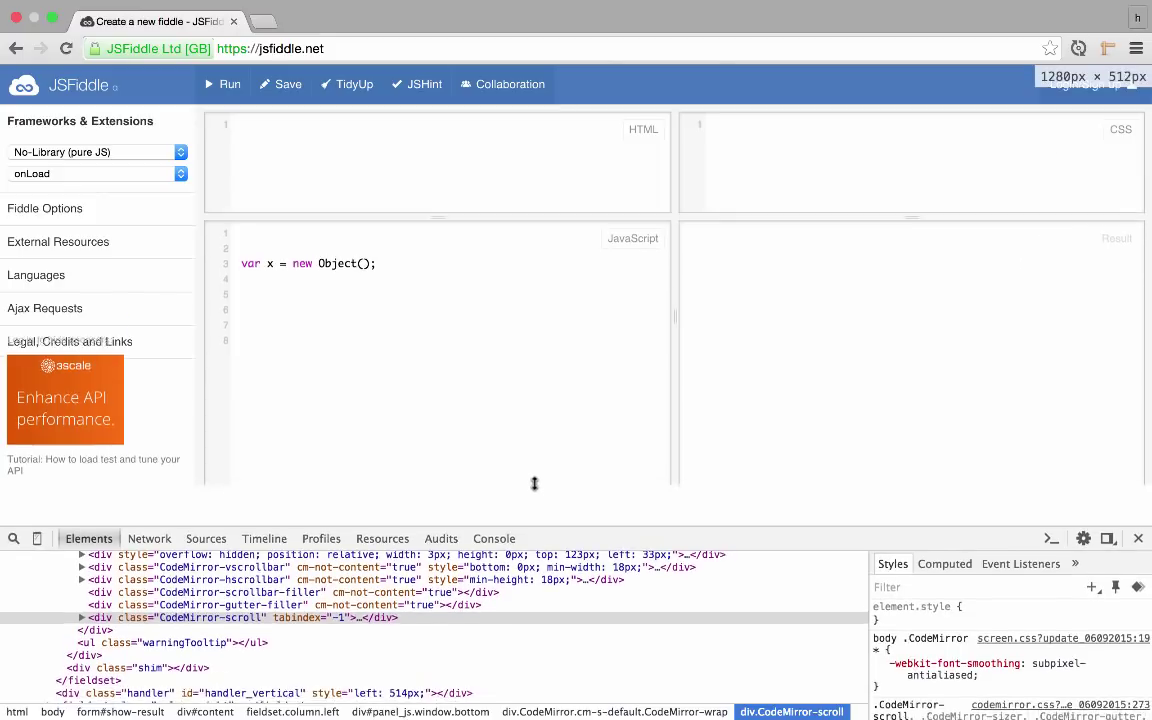 Create a new fiddle - JSFid
h
JSFiddle Ltd [GB] https://jsfiddle.net
1280px × 512px
JSFiddle
Run
Save
TidyUp
JSHint
Collaboration
Frameworks & Extensions
No-Library (pure JS)
onLoad
Fiddle Options
External Resources
Languages
Ajax Requests
Legal, Credits and Links
3scale
Enhance API
performance.
Tutorial: How to load test and tune your
API
1
HTML
1
CSS
JavaScript
Result
1
2
3 var x = new Object();
4
5
6
7
8
Elements Network Sources Timeline Profiles Resources Audits Console
<div style="overflow: hidden; position: relative; width: 3px; height: 0px; top: 123px; left: 33px;">…</div>
<div class="CodeMirror-vscrollbar" cm-not-content="true" style="bottom: 0px; min-width: 18px;">…</div>
<div class="CodeMirror-hscrollbar" cm-not-content="true" style="min-height: 18px;">…</div>
<div class="CodeMirror-scrollbar-filler" cm-not-content="true"></div>
<div class="CodeMirror-gutter-filler" cm-not-content="true"></div>
<div class="CodeMirror-scroll" tabindex="-1">…</div>
</div>
<ul class="warningTooltip"></ul>
</div>
<div class="shim"></div>
</fieldset>
<div class="handler" id="handler_vertical" style="left: 514px;"></div>
html body form#show-result div#content fieldset.column.left div#panel_js.window.bottom div.CodeMirror.cm-s-default.CodeMirror-wrap div.CodeMirror-scroll
Styles Computed Event Listeners »
Filter
element.style {
}
body .CodeMirror screen.css?update_06092015:19
* {
-webkit-font-smoothing: subpixel-
antialiased;
}
.CodeMirror- codemirror.css?…e_06092015:273
scroll, .CodeMirror-sizer, .CodeMirror-gutter,